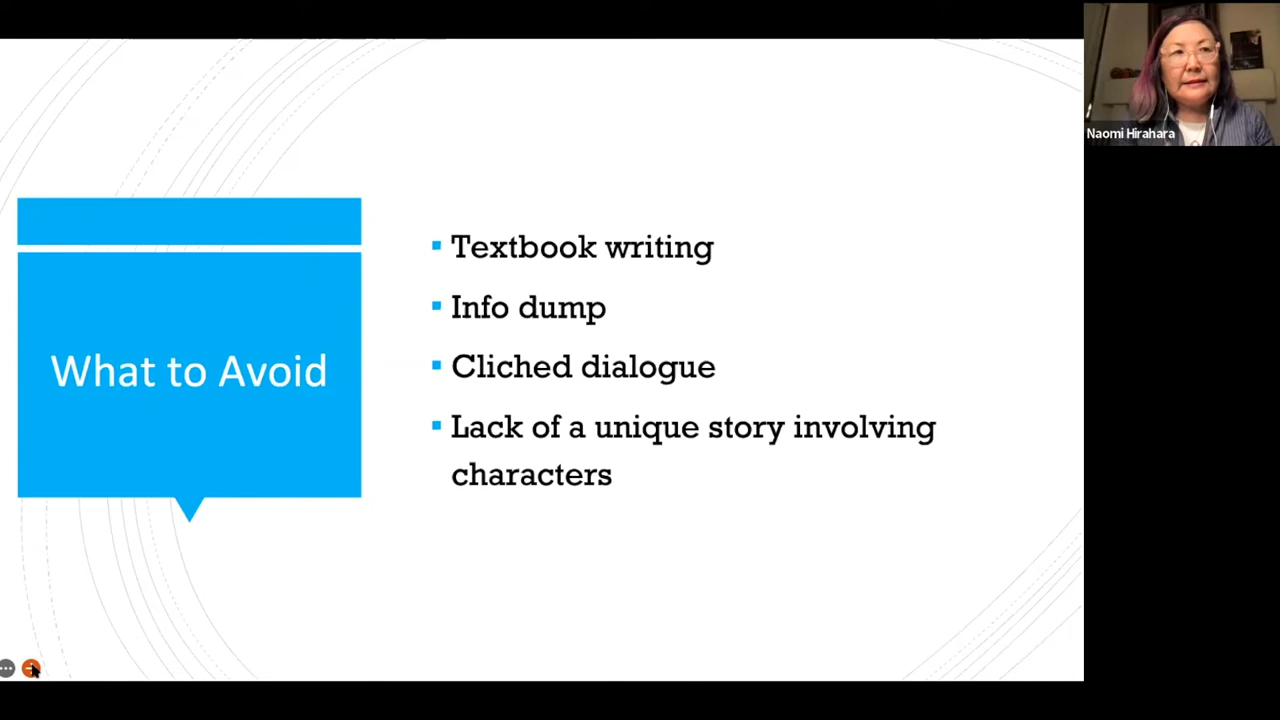 Naomi Hirahara
What to Avoid
Textbook writing
Info dump
Cliched dialogue
Lack of a unique story involving
characters